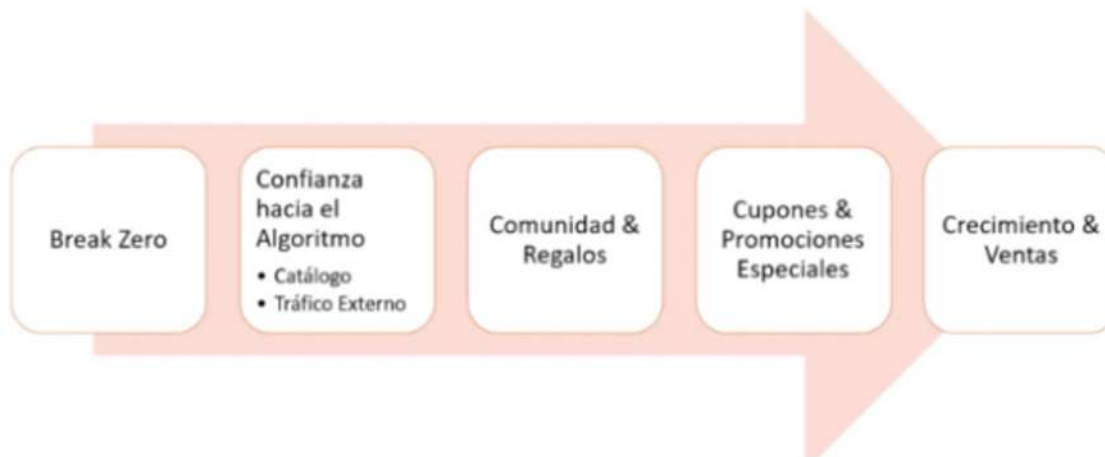 Break Zero
Confianza
hacia el
Algoritmo
• Catálogo
• Tráfico Externo
Comunidad &
Regalos
Cupones &
Promociones
Especiales
Crecimiento &
Ventas